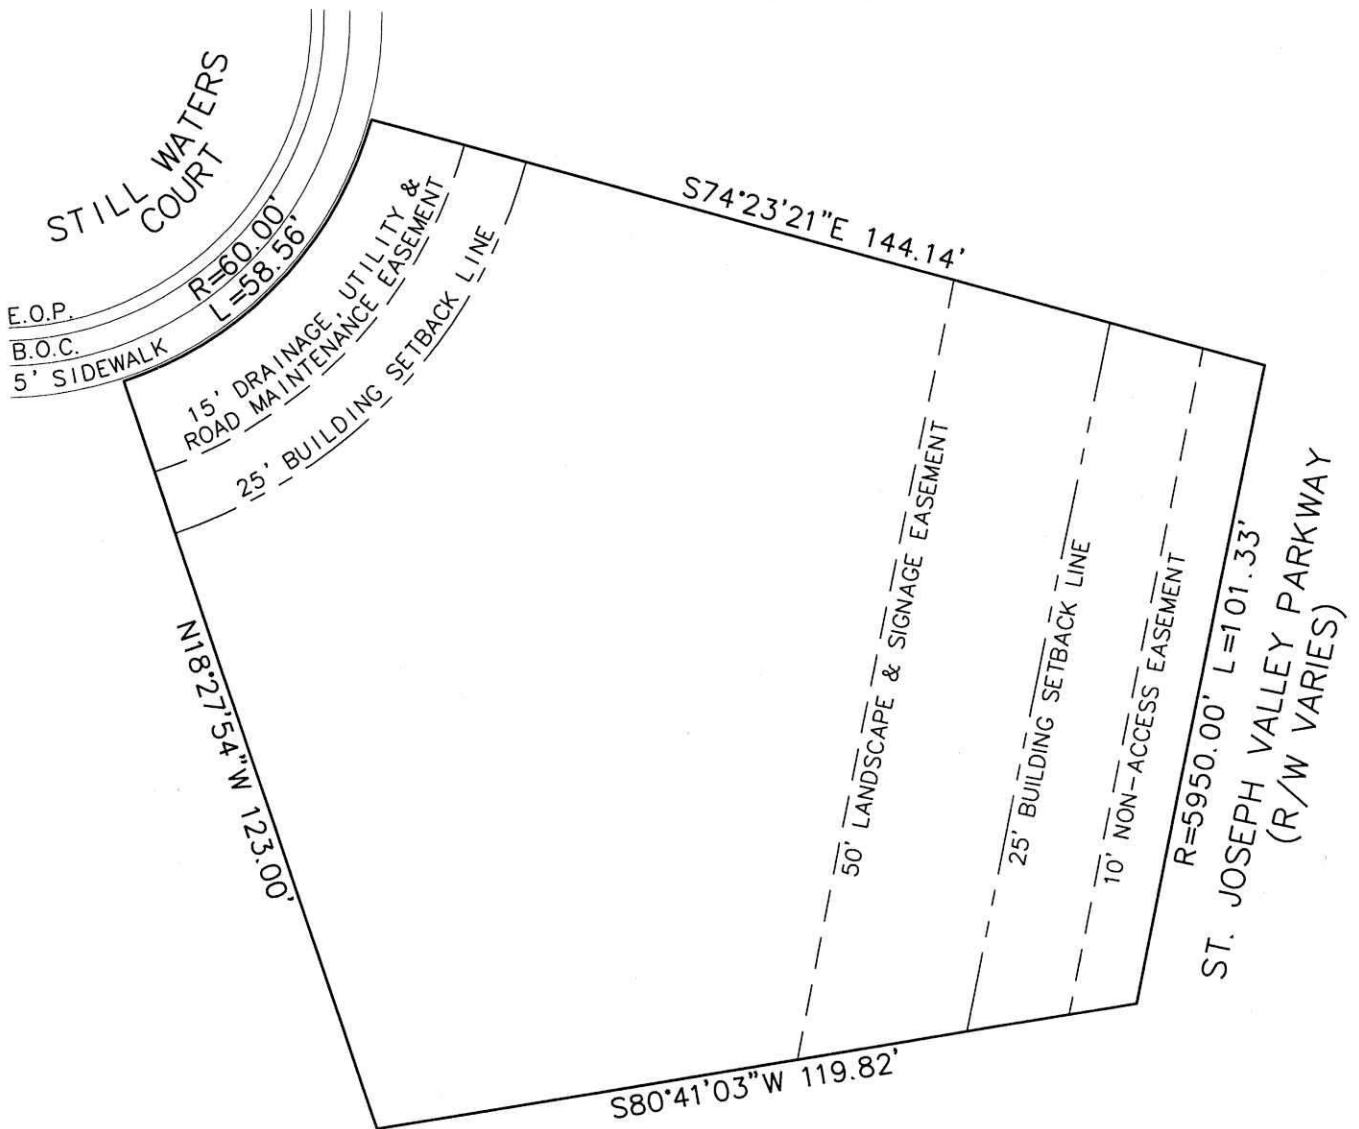 STILL WATERS
COURT
R=60.00'
L=58.56'
E.O.P.
B.O.C.
5' SIDEWALK
15' DRAINAGE, UTILITY &
ROAD MAINTENANCE EASEMENT
25' BUILDING SETBACK LINE
S74°23'21"E 144.14'
N18°27'54"W 123.00'
50' LANDSCAPE & SIGNAGE EASEMENT
25' BUILDING SETBACK LINE
10' NON-ACCESS EASEMENT
R=5950.00' L=101.33'
ST. JOSEPH VALLEY PARKWAY
(R/W VARIES)
S80°41'03"W 119.82'